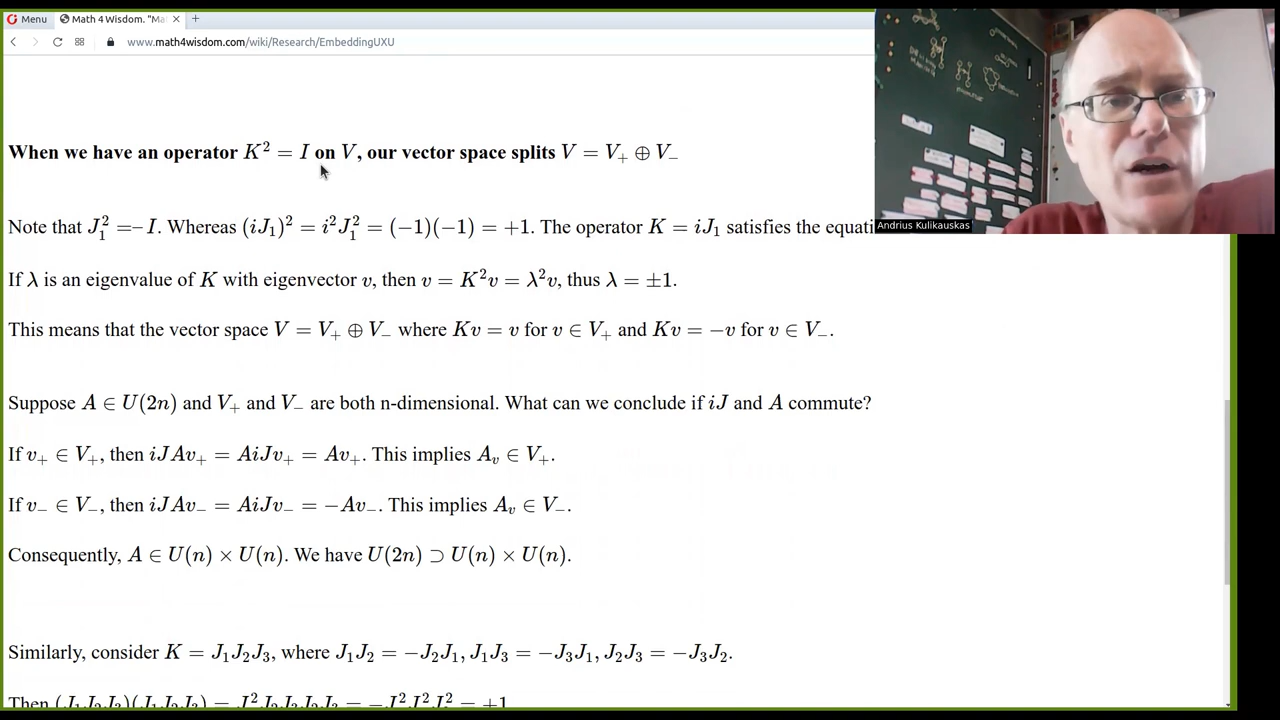 Menu
Math 4 Wisdom. "Ma
www.math4wisdom.com/wiki/Research/EmbeddingUXU
When we have an operator K² = I on V, our vector space splits V = V₊ ⊕ V₋
Note that J₁² =−I. Whereas (iJ₁)² = i²J₁² = (−1)(−1) = +1. The operator K = iJ₁ satisfies the equati
Andrius Kulikauskas
If λ is an eigenvalue of K with eigenvector v, then v = K²v = λ²v, thus λ = ±1.
This means that the vector space V = V₊ ⊕ V₋ where Kv = v for v ∈ V₊ and Kv = −v for v ∈ V₋.
Suppose A ∈ U(2n) and V₊ and V₋ are both n-dimensional. What can we conclude if iJ and A commute?
If v₊ ∈ V₊, then iJAv₊ = AiJv₊ = Av₊. This implies Aᵥ ∈ V₊.
If v₋ ∈ V₋, then iJAv₋ = AiJv₋ = −Av₋. This implies Aᵥ ∈ V₋.
Consequently, A ∈ U(n) × U(n). We have U(2n) ⊃ U(n) × U(n).
Similarly, consider K = J₁J₂J₃, where J₁J₂ = −J₂J₁, J₁J₃ = −J₃J₁, J₂J₃ = −J₃J₂.